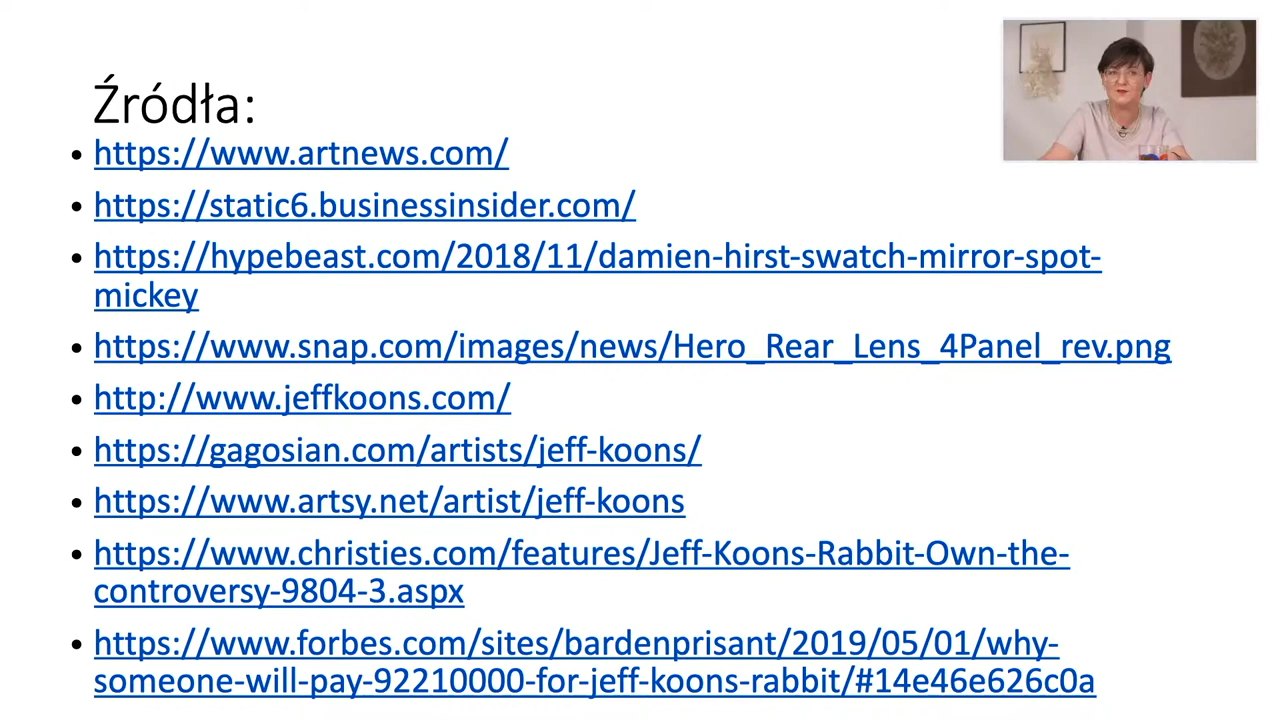 Źródła:
• https://www.artnews.com/
• https://static6.businessinsider.com/
• https://hypebeast.com/2018/11/damien-hirst-swatch-mirror-spot-
mickey
• https://www.snap.com/images/news/Hero_Rear_Lens_4Panel_rev.png
• http://www.jeffkoons.com/
• https://gagosian.com/artists/jeff-koons/
• https://www.artsy.net/artist/jeff-koons
• https://www.christies.com/features/Jeff-Koons-Rabbit-Own-the-
controversy-9804-3.aspx
• https://www.forbes.com/sites/bardenprisant/2019/05/01/why-
someone-will-pay-92210000-for-jeff-koons-rabbit/#14e46e626c0a